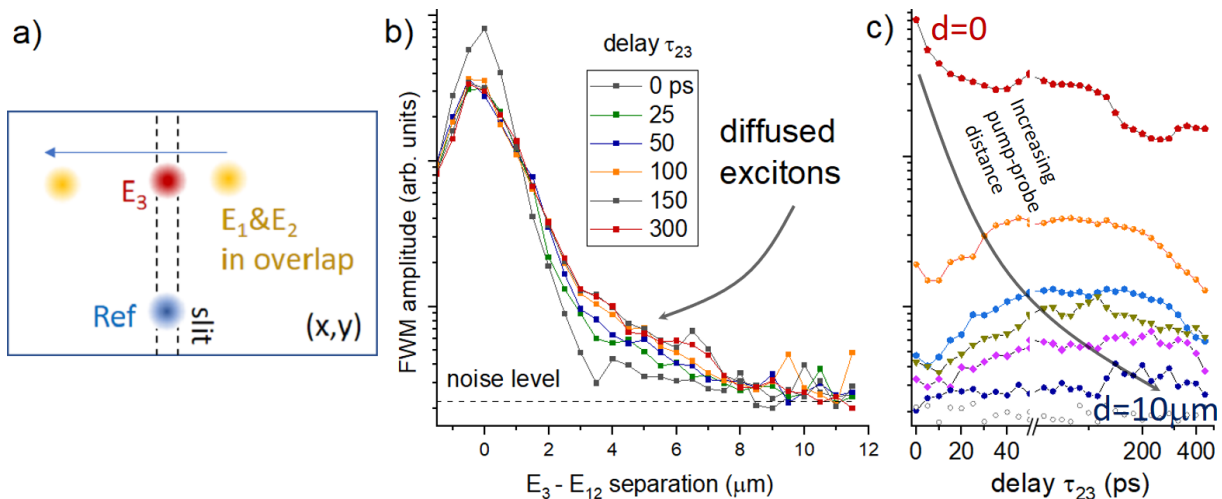 a)
E₃
E₁&E₂
in overlap
Ref
slit
(x,y)
b)
FWM amplitude (arb. units)
delay τ₂₃
0 ps
25
50
100
150
300
diffused
excitons
noise level
0 2 4 6 8 10 12
E₃ - E₁₂ separation (μm)
c)
d=0
Increasing
pump-probe
distance
d=10μm
0 20 40 200 400
delay τ₂₃ (ps)